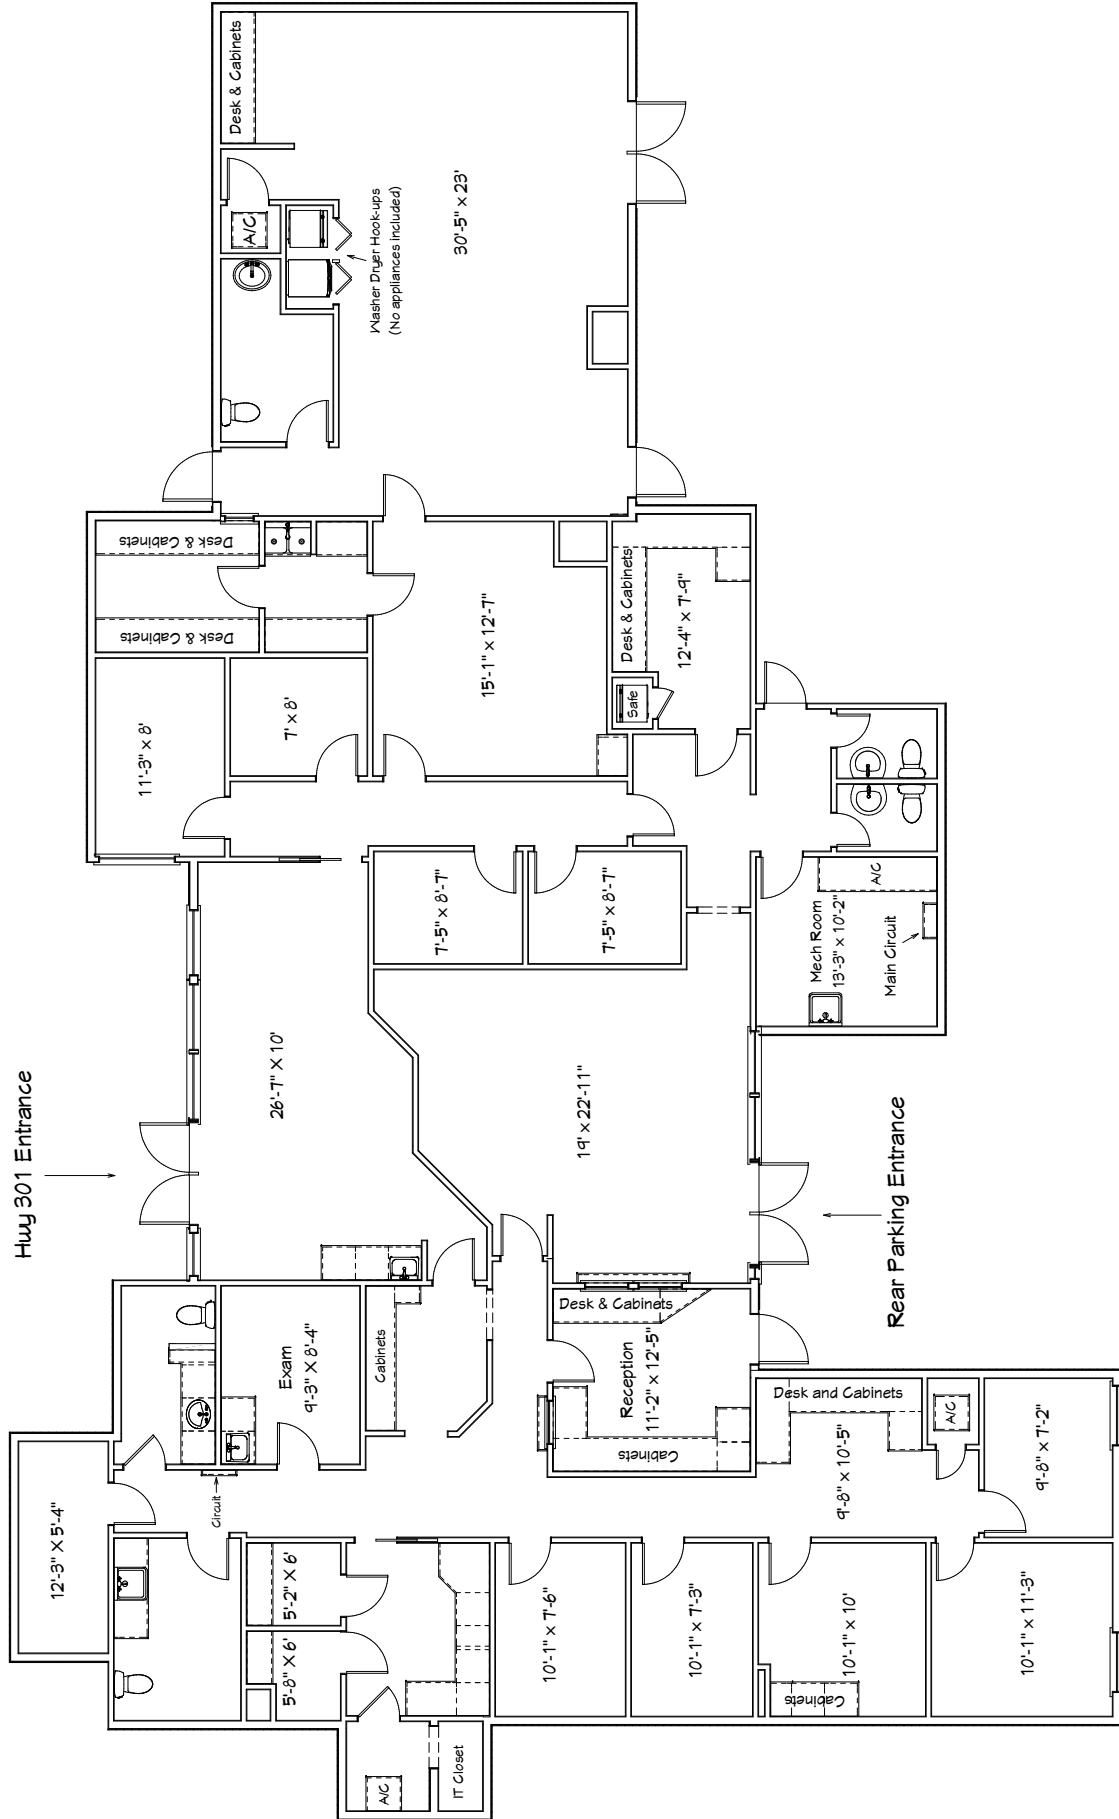 Desk & Cabinets
A/C
Washer Dryer Hook-ups
(No appliances included)
30'-5" x 23'
Desk & Cabinets
Desk & Cabinets
11'-3" x 8'
7' x 8'
15'-1" x 12'-7"
Desk & Cabinets
12'-4" x 7'-9"
Safe
7'-5" x 8'-7"
7'-5" x 8'-7"
A/C
Mech Room
13'-3" x 10'-2"
Main Circuit
Hwy 301 Entrance
26'-7" X 10'
19' x 22'-11"
Rear Parking Entrance
Exam
9'-3" X 8'-4"
Cabinets
Desk & Cabinets
Reception
11'-2" x 12'-5"
Cabinets
Desk and Cabinets
9'-8" x 10'-5"
A/C
9'-8" x 7'-2"
Circuit
12'-3" X 5'-4"
5'-2" X 6'
5'-8" X 6'
10'-1" x 7'-6"
10'-1" x 7'-3"
10'-1" x 10'
Cabinets
10'-1" x 11'-3"
A/C
IT Closet